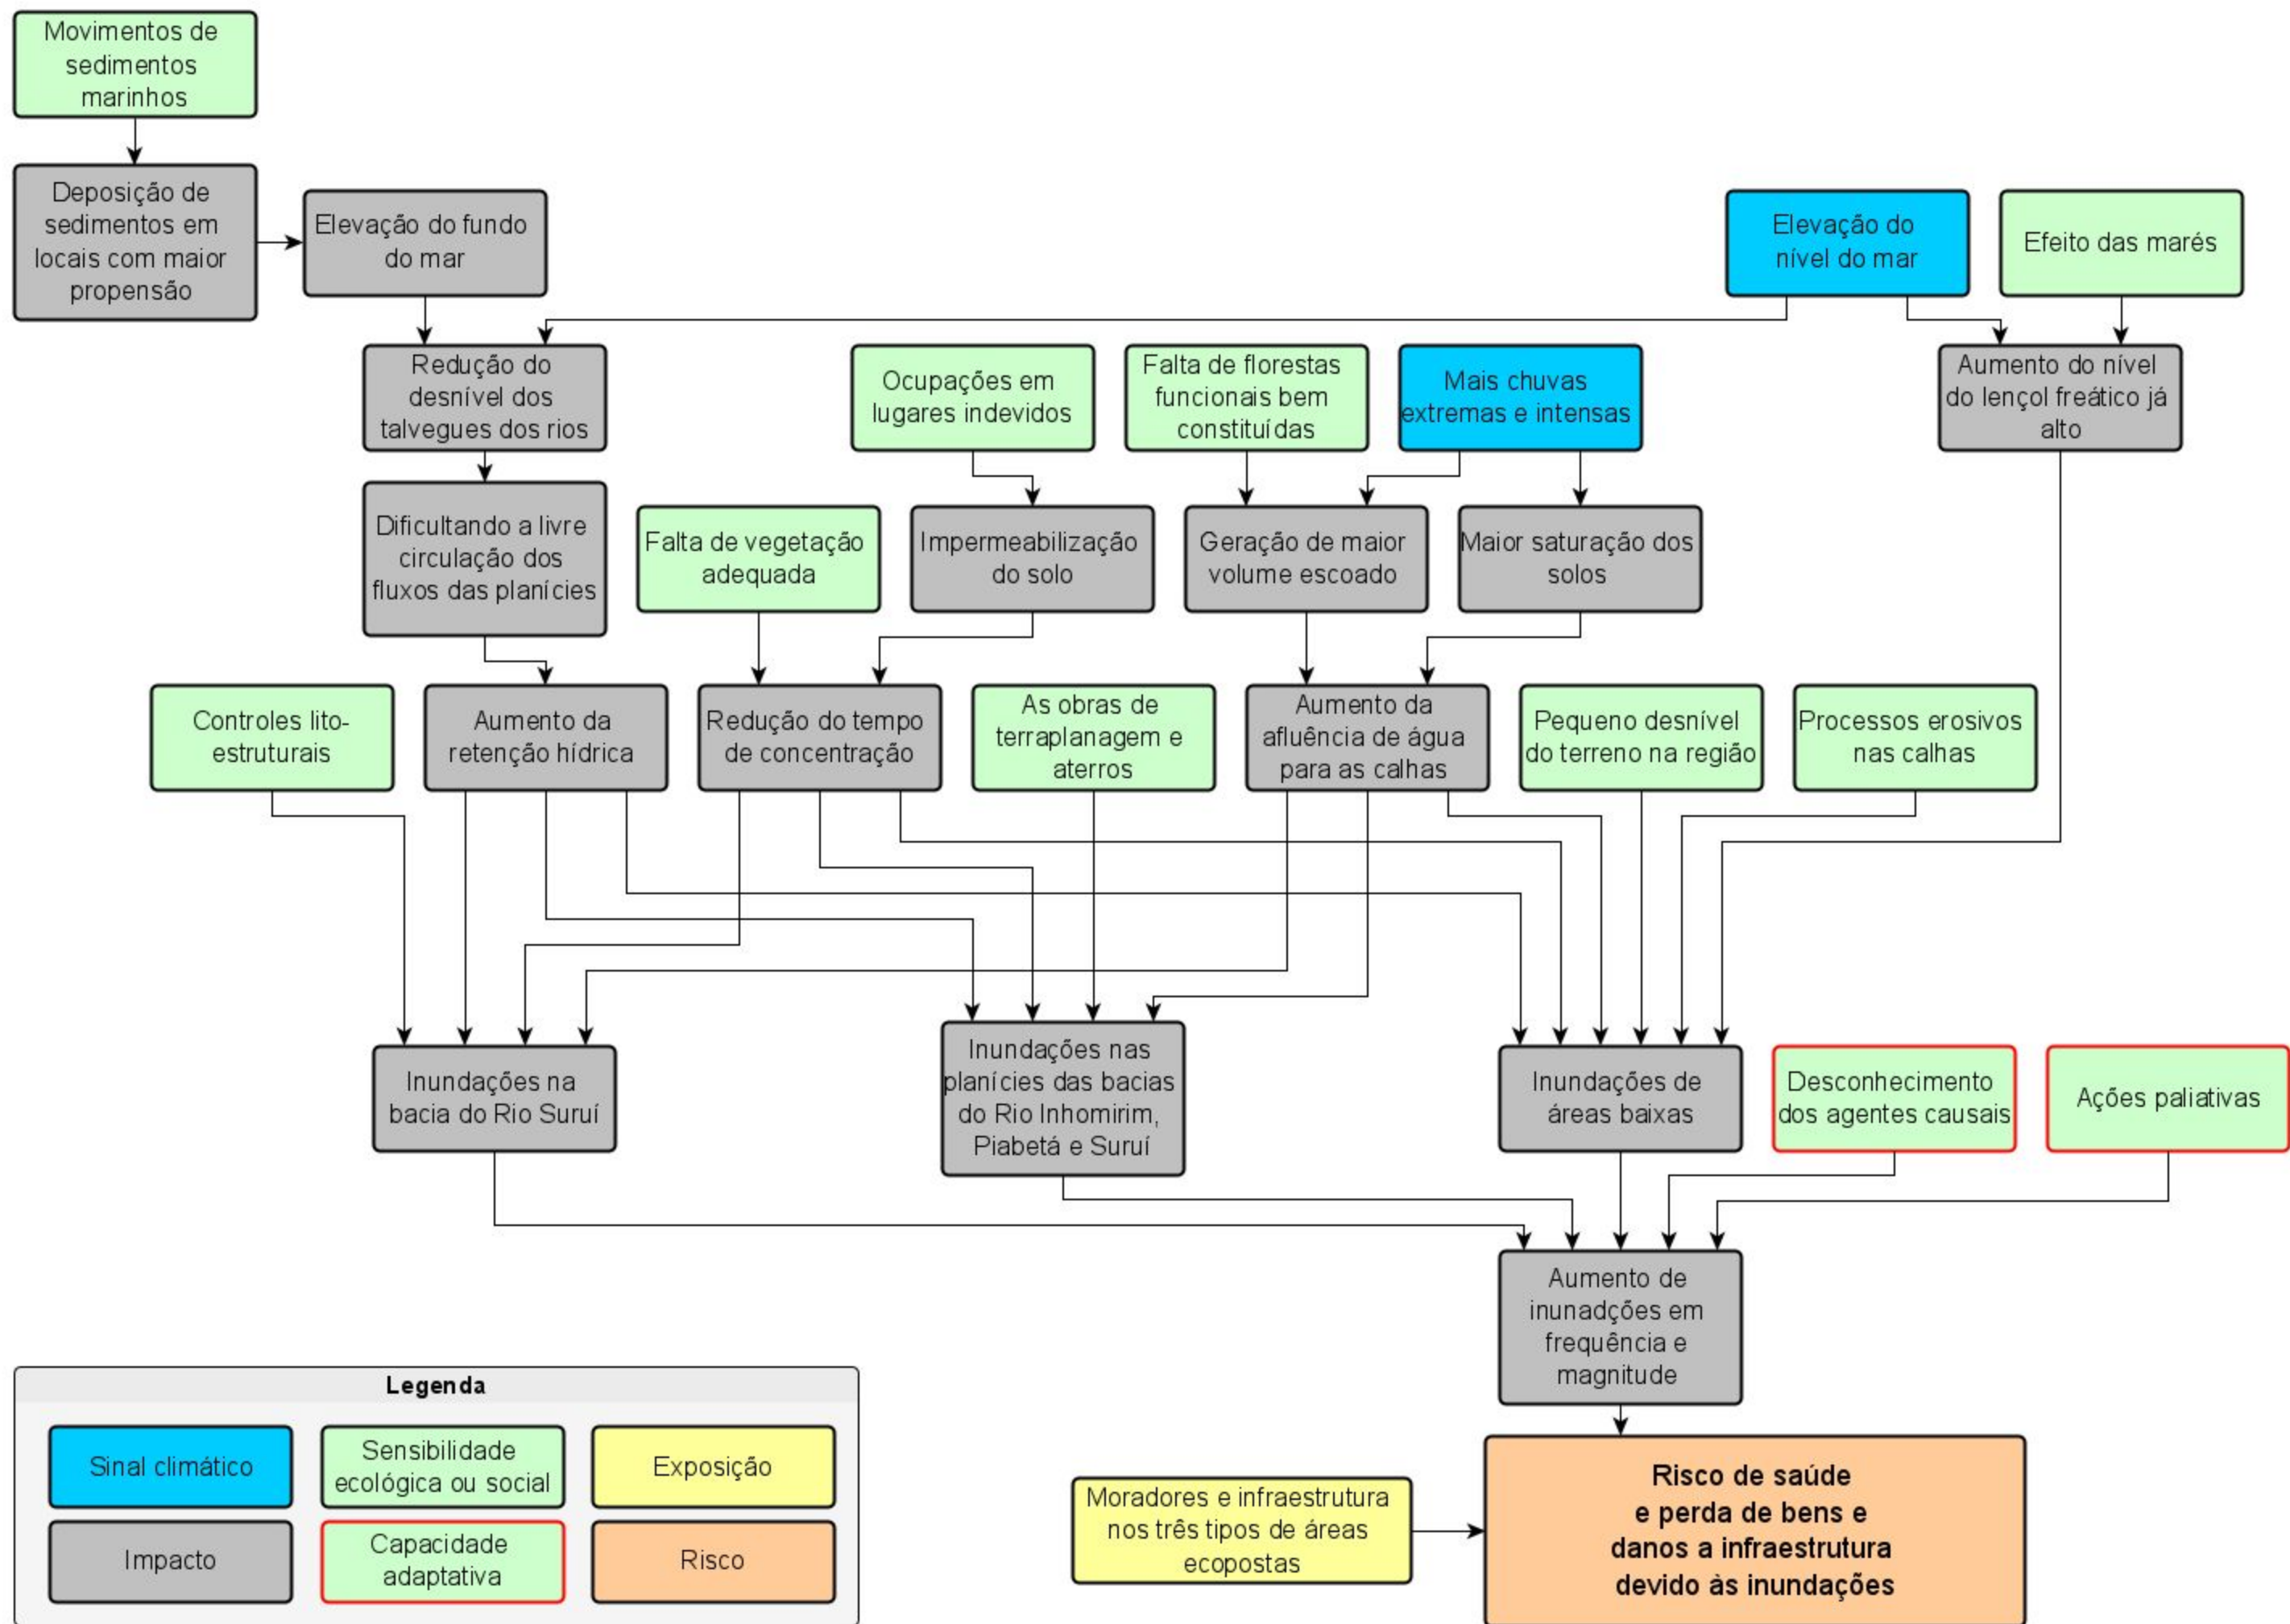 Movimentos de
sedimentos
marinhos
Deposição de
sedimentos em
locais com maior
propensão
Elevação do fundo
do mar
Elevação do
nível do mar
Efeito das marés
Redução do
desnível dos
talvegues dos rios
Ocupações em
lugares indevidos
Falta de florestas
funcionais bem
constituídas
Mais chuvas
extremas e intensas
Aumento do nível
do lençol freático já
alto
Dificultando a livre
circulação dos
fluxos das planícies
Falta de vegetação
adequada
Impermeabilização
do solo
Geração de maior
volume escoado
Maior saturação dos
solos
Controles lito-
estruturais
Aumento da
retenção hídrica
Redução do tempo
de concentração
As obras de
terraplanagem e
aterros
Aumento da
afluência de água
para as calhas
Pequeno desnível
do terreno na região
Processos erosivos
nas calhas
Inundações na
bacia do Rio Suruí
Inundações nas
planícies das bacias
do Rio Inhomirim,
Piabetá e Suruí
Inundações de
áreas baixas
Desconhecimento
dos agentes causais
Ações paliativas
Aumento de
inunadções em
frequência e
magnitude
Legenda
Sinal climático
Sensibilidade
ecológica ou social
Exposição
Impacto
Capacidade
adaptativa
Risco
Moradores e infraestrutura
nos três tipos de áreas
ecopostas
Risco de saúde
e perda de bens e
danos a infraestrutura
devido às inundações